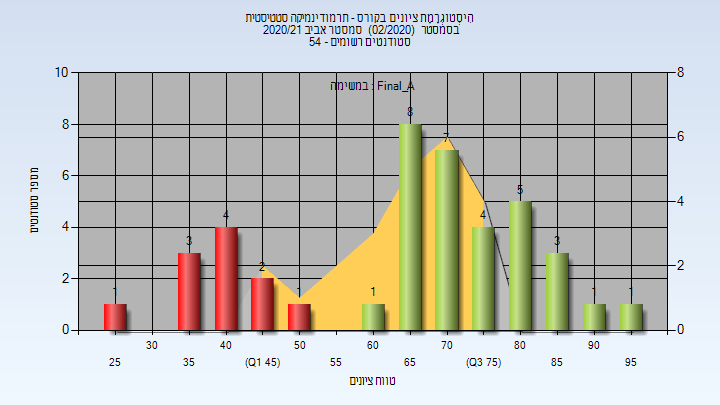 היסטוגרמת ציונים בקורס - תרמודינמיקה סטטיסטית
בסמסטר (02/2020) סמסטר אביב 2020/21
סטודנטים רשומים - 54
במשימה : Final_A
10 8
8 6
6 4
4 2
2 0
0
מספר סטודנטים
1 3 4 2 1 1 8 7 4 5 3 1 1
30 40 50 60 70 80 90
25 35 (Q1 45) 55 65 (Q3 75) 85 95
טווח ציונים